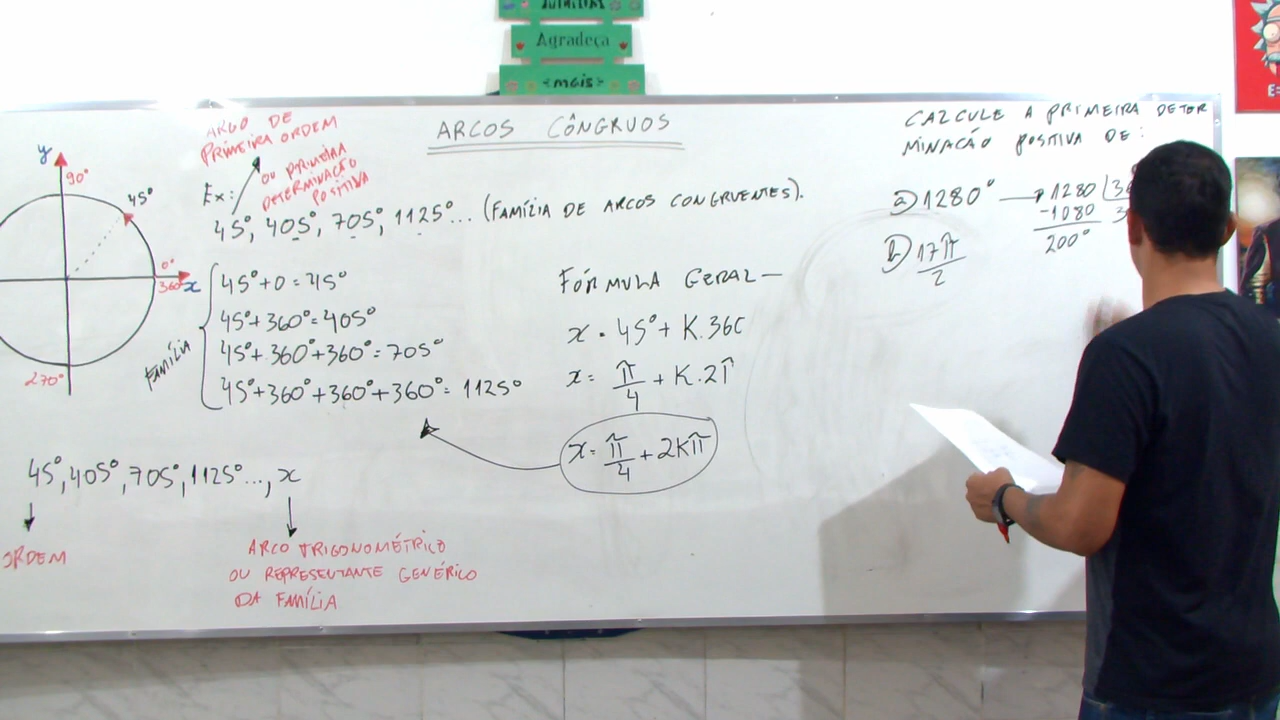 Agradeça
mais
ARCOS CÔNGRUOS
ARCO DE
PRIMEIRA ORDEM
OU PRIMEIRA
DETERMINAÇÃO
POSITIVA
Ex:
45°, 405°, 705°, 1125°... (FAMÍLIA DE ARCOS CONGRUENTES).
y
90°
45°
0°
360°
x
270°
FAMÍLIA
45°+0=45°
45°+360°=405°
45°+360°+360°=705°
45°+360°+360°+360°= 1125°
45°, 405°, 705°, 1125°..., x
ORDEM
ARCO TRIGONOMÉTRICO
OU REPRESENTANTE GENÉRICO
DA FAMÍLIA
FÓRMULA GERAL —
x = 45° + K.360
x = π/4 + K.2π
x = π/4 + 2Kπ
CALCULE A PRIMEIRA DETER
MINAÇÃO POSITIVA DE:
a) 1280° → 1280 |36
-1080 3
200°
b) 17π/2
E=